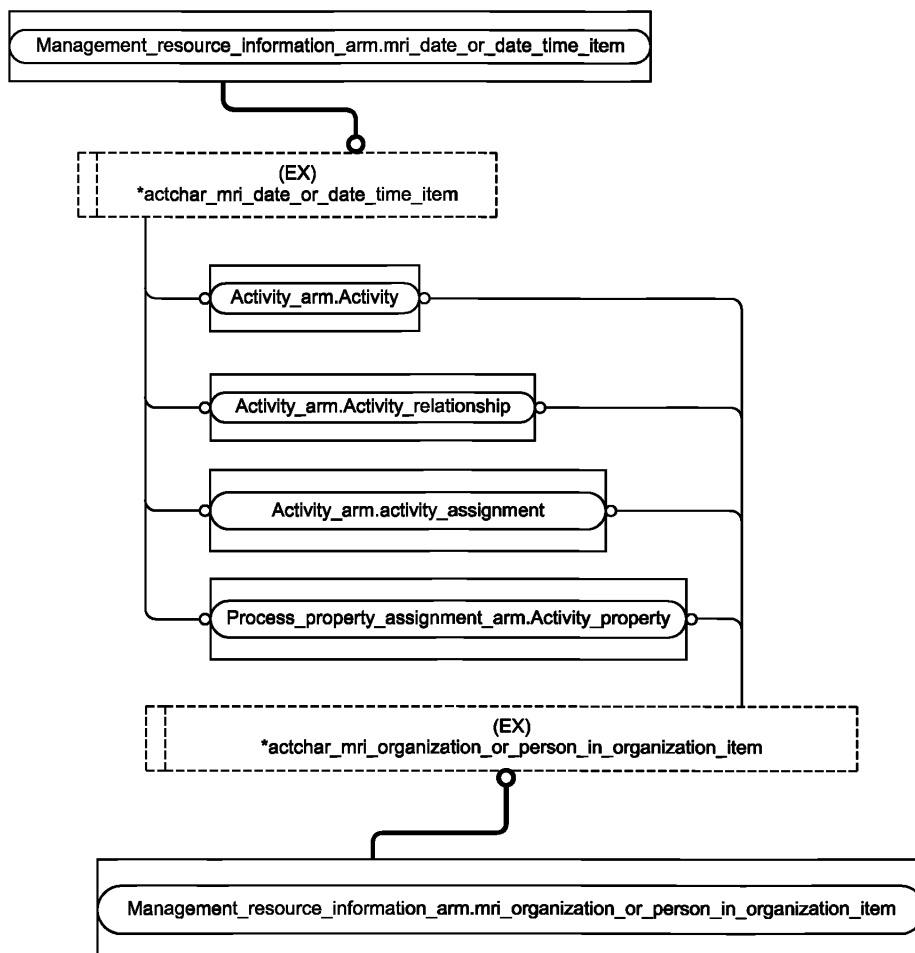 Management_resource_information_arm.mri_date_or_date_time_item
(EX)
*actchar_mri_date_or_date_time_item
Activity_arm.Activity
Activity_arm.Activity_relationship
Activity_arm.activity_assignment
Process_property_assignment_arm.Activity_property
(EX)
*actchar_mri_organization_or_person_in_organization_item
Management_resource_information_arm.mri_organization_or_person_in_organization_item